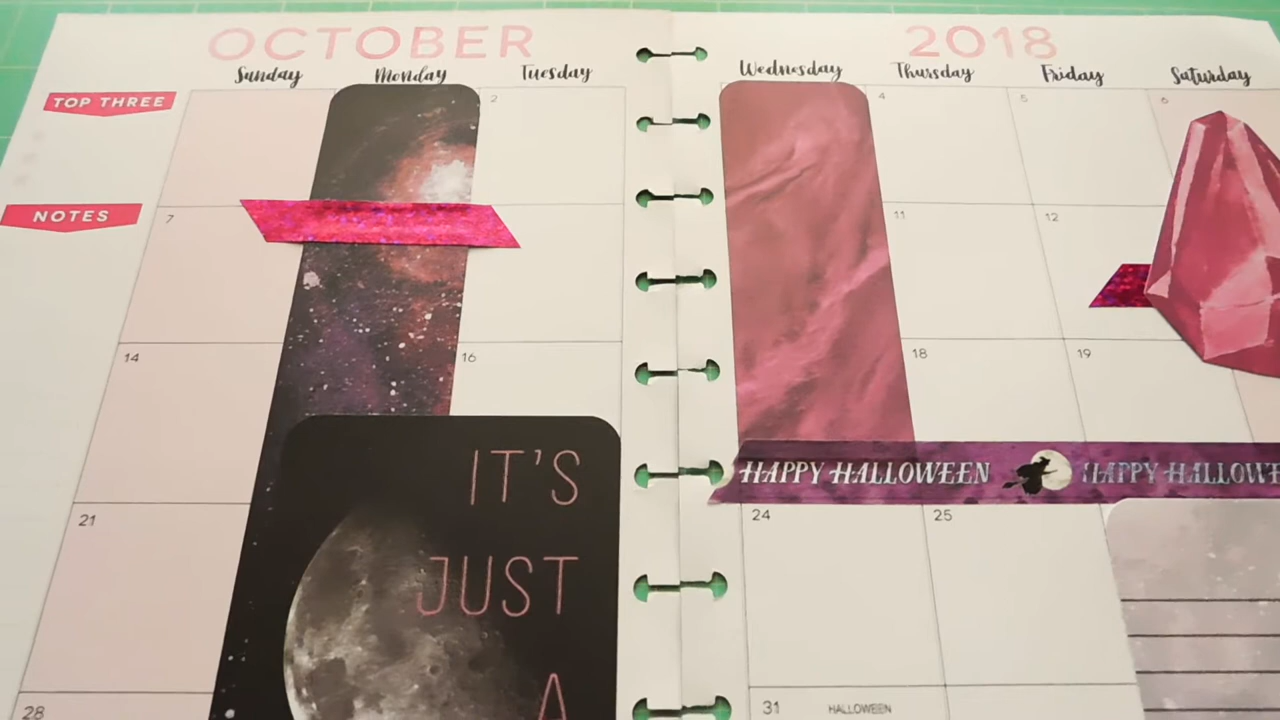 OCTOBER
2018
Sunday Monday Tuesday
Wednesday Thursday Friday Saturday
TOP THREE
2
4
5
6
NOTES
7
11
12
14
16
18
19
IT'S
JUST
A
HAPPY HALLOWEEN
HAPPY HALLOWE
21
24
25
28
31 HALLOWEEN